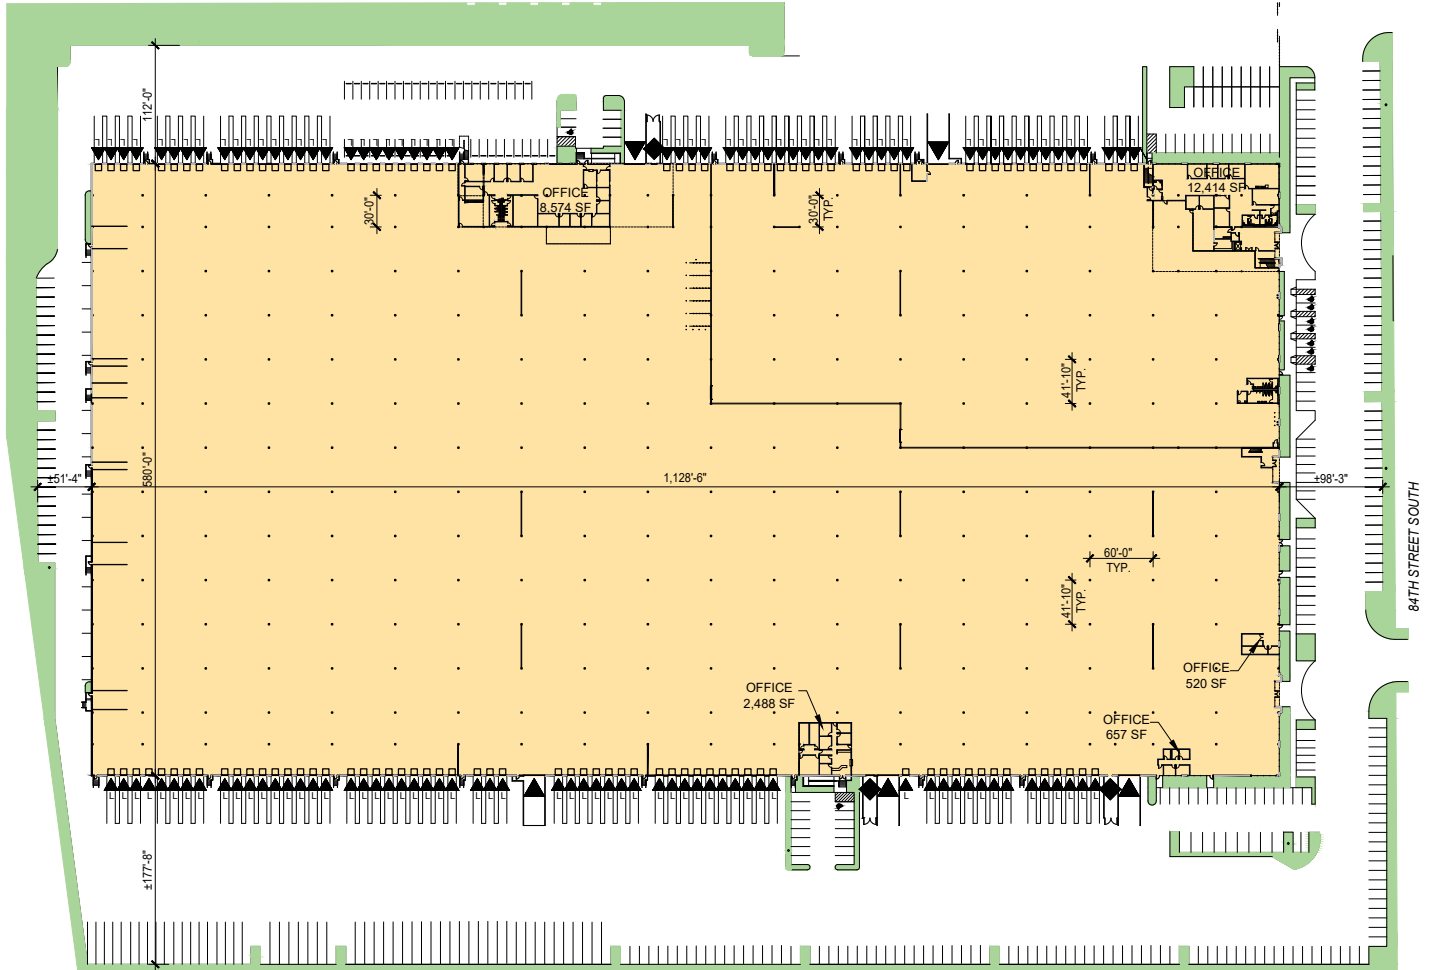 112'-0"
OFFICE
8,574 SF
OFFICE
12,414 SF
30'-0"
30'-0"
TYP.
41'-10"
TYP.
±51'-4"
580'-0"
1,128'-6"
±98'-3"
84TH STREET SOUTH
60'-0"
TYP.
41'-10"
TYP.
OFFICE
520 SF
OFFICE
2,488 SF
OFFICE
657 SF
±177'-8"